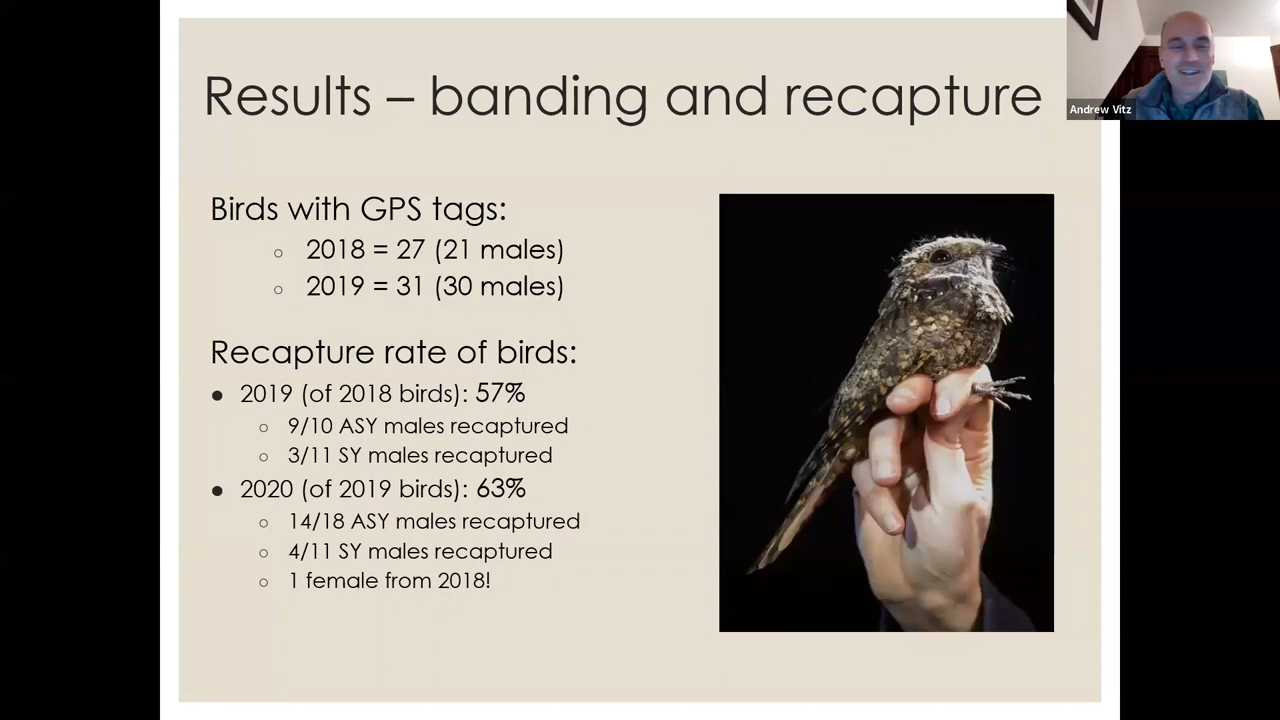 Results – banding and recapture
Andrew Vitz
Birds with GPS tags:
○ 2018 = 27 (21 males)
○ 2019 = 31 (30 males)
Recapture rate of birds:
● 2019 (of 2018 birds): 57%
○ 9/10 ASY males recaptured
○ 3/11 SY males recaptured
● 2020 (of 2019 birds): 63%
○ 14/18 ASY males recaptured
○ 4/11 SY males recaptured
○ 1 female from 2018!